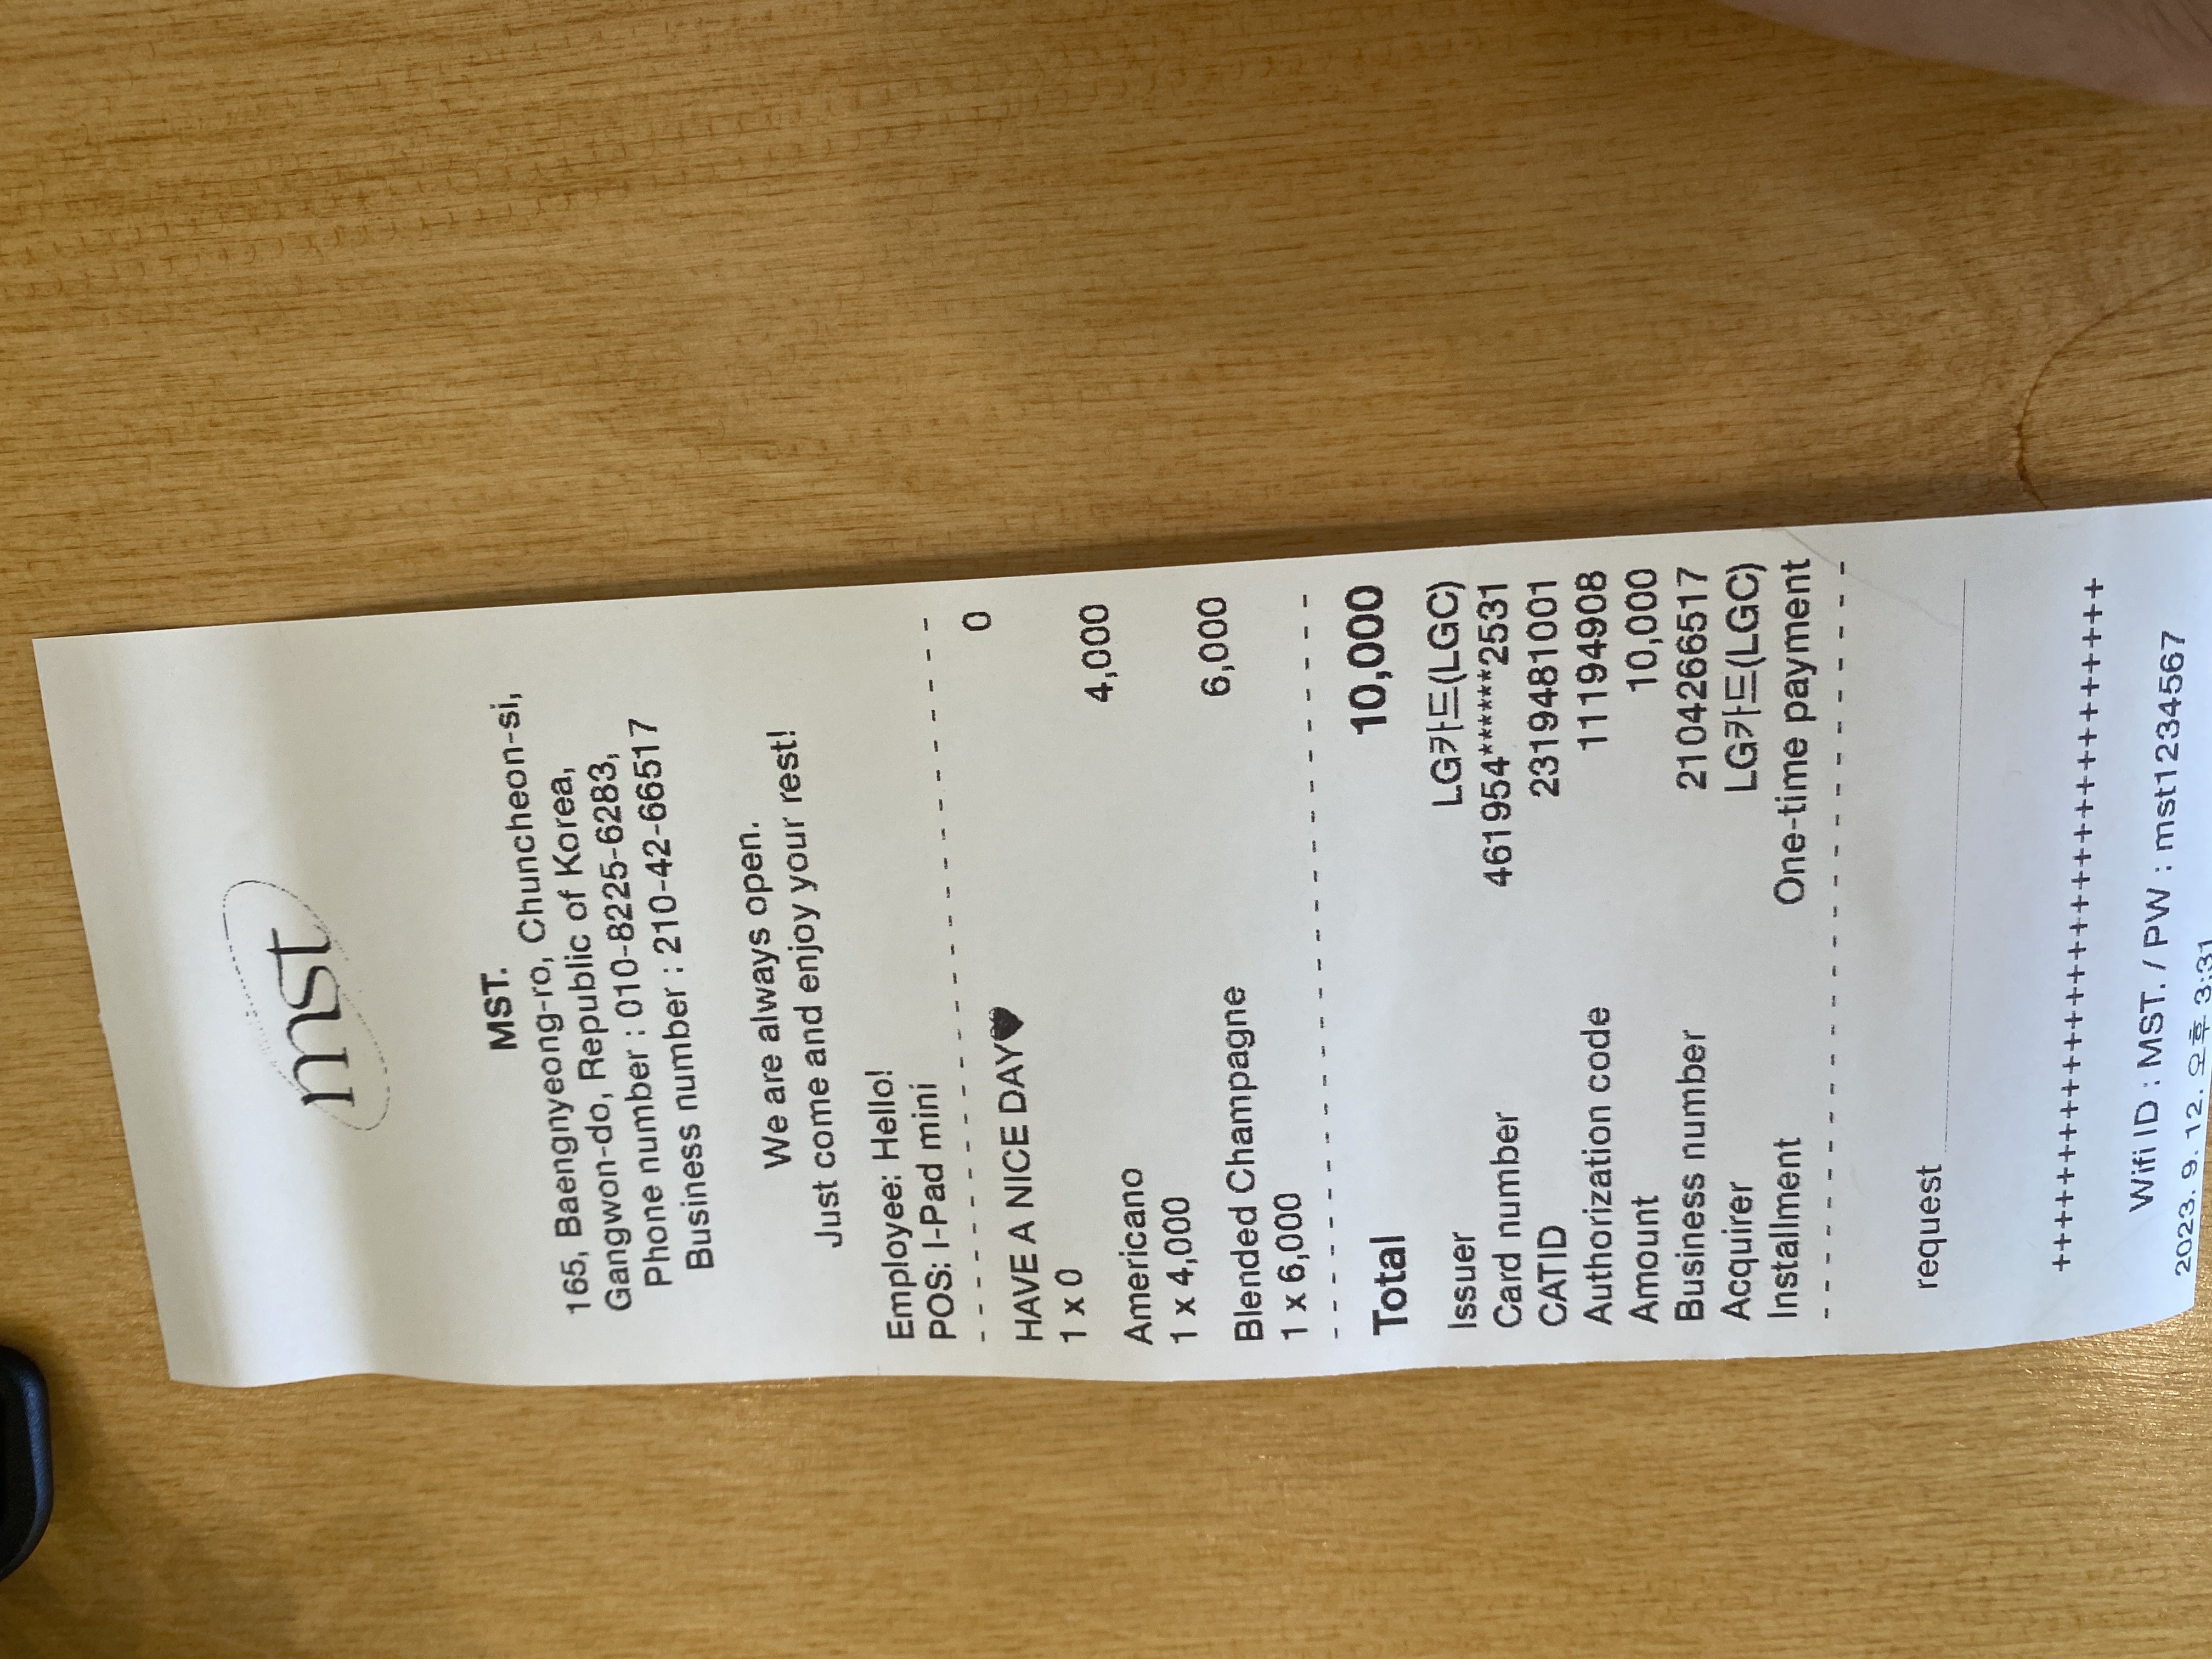 mst
MST.
165, Baengnyeong-ro, Chuncheon-si,
Gangwon-do, Republic of Korea,
Phone number : 010-8225-6283,
Business number : 210-42-66517
We are always open.
Just come and enjoy your rest!
Employee: Hello!
POS: I-Pad mini
- - - - - - - - - - - - - - - - - - - - - - - - - - -
HAVE A NICE DAY♥ 0
1 x 0
Americano 4,000
1 x 4,000
Blended Champagne 6,000
1 x 6,000
- - - - - - - - - - - - - - - - - - - - - - - - - - -
Total 10,000
Issuer LG카드(LGC)
Card number 461954******2531
CATID 2319481001
Authorization code 11194908
Amount 10,000
Business number 2104266517
Acquirer LG카드(LGC)
Installment One-time payment
- - - - - - - - - - - - - - - - - - - - - - - - - - -
request
++++++++++++++++++++++++++++++
Wifi ID : MST. / PW : mst1234567
2023. 9. 12. 오후 3:31